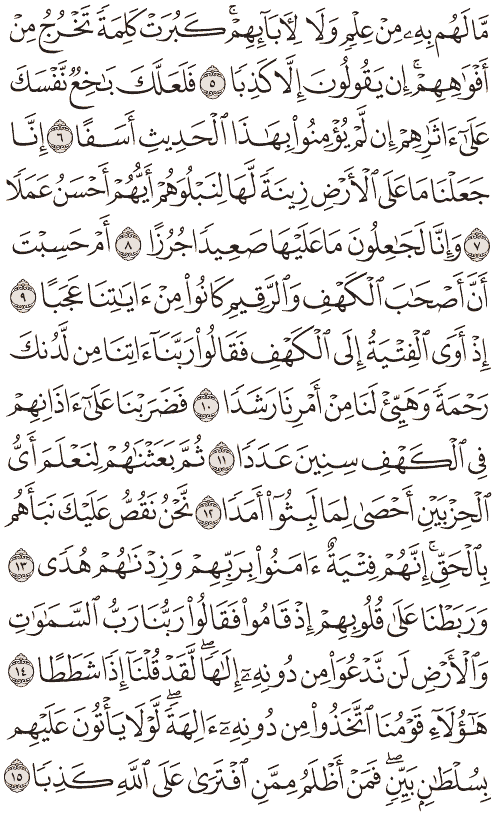 مَّا لَهُم بِهِۦ مِنْ عِلْمٍ وَلَا لِأٓبَآئِهِمْ ۚ كَبُرَتْ كَلِمَةً تَخْرُجُ مِنْ
أَفْوَٰهِهِمْ ۚ إِن يَقُولُونَ إِلَّا كَذِبًا ٥ فَلَعَلَّكَ بَٰخِعٌ نَّفْسَكَ
عَلَىٰٓ ءَاثَٰرِهِمْ إِن لَّمْ يُؤْمِنُوا۟ بِهَٰذَا ٱلْحَدِيثِ أَسَفًا ٦ إِنَّا
جَعَلْنَا مَا عَلَى ٱلْأَرْضِ زِينَةً لَّهَا لِنَبْلُوَهُمْ أَيُّهُمْ أَحْسَنُ عَمَلًا
٧ وَإِنَّا لَجَٰعِلُونَ مَا عَلَيْهَا صَعِيدًا جُرُزًا ٨ أَمْ حَسِبْتَ
أَنَّ أَصْحَٰبَ ٱلْكَهْفِ وَٱلرَّقِيمِ كَانُوا۟ مِنْ ءَايَٰتِنَا عَجَبًا ٩
إِذْ أَوَى ٱلْفِتْيَةُ إِلَى ٱلْكَهْفِ فَقَالُوا۟ رَبَّنَآ ءَاتِنَا مِن لَّدُنكَ
رَحْمَةً وَهَيِّئْ لَنَا مِنْ أَمْرِنَا رَشَدًا ١٠ فَضَرَبْنَا عَلَىٰٓ ءَاذَانِهِمْ
فِى ٱلْكَهْفِ سِنِينَ عَدَدًا ١١ ثُمَّ بَعَثْنَٰهُمْ لِنَعْلَمَ أَىُّ
ٱلْحِزْبَيْنِ أَحْصَىٰ لِمَا لَبِثُوٓا۟ أَمَدًا ١٢ نَّحْنُ نَقُصُّ عَلَيْكَ نَبَأَهُم
بِٱلْحَقِّ ۚ إِنَّهُمْ فِتْيَةٌ ءَامَنُوا۟ بِرَبِّهِمْ وَزِدْنَٰهُمْ هُدًى ١٣
وَرَبَطْنَا عَلَىٰ قُلُوبِهِمْ إِذْ قَامُوا۟ فَقَالُوا۟ رَبُّنَا رَبُّ ٱلسَّمَٰوَٰتِ
وَٱلْأَرْضِ لَن نَّدْعُوَا۟ مِن دُونِهِۦٓ إِلَٰهًا ۖ لَّقَدْ قُلْنَآ إِذًا شَطَطًا ١٤
هَٰٓؤُلَآءِ قَوْمُنَا ٱتَّخَذُوا۟ مِن دُونِهِۦٓ ءَالِهَةً ۖ لَّوْلَا يَأْتُونَ عَلَيْهِم
بِسُلْطَٰنٍۭ بَيِّنٍ ۖ فَمَنْ أَظْلَمُ مِمَّنِ ٱفْتَرَىٰ عَلَى ٱللَّهِ كَذِبًا ١٥